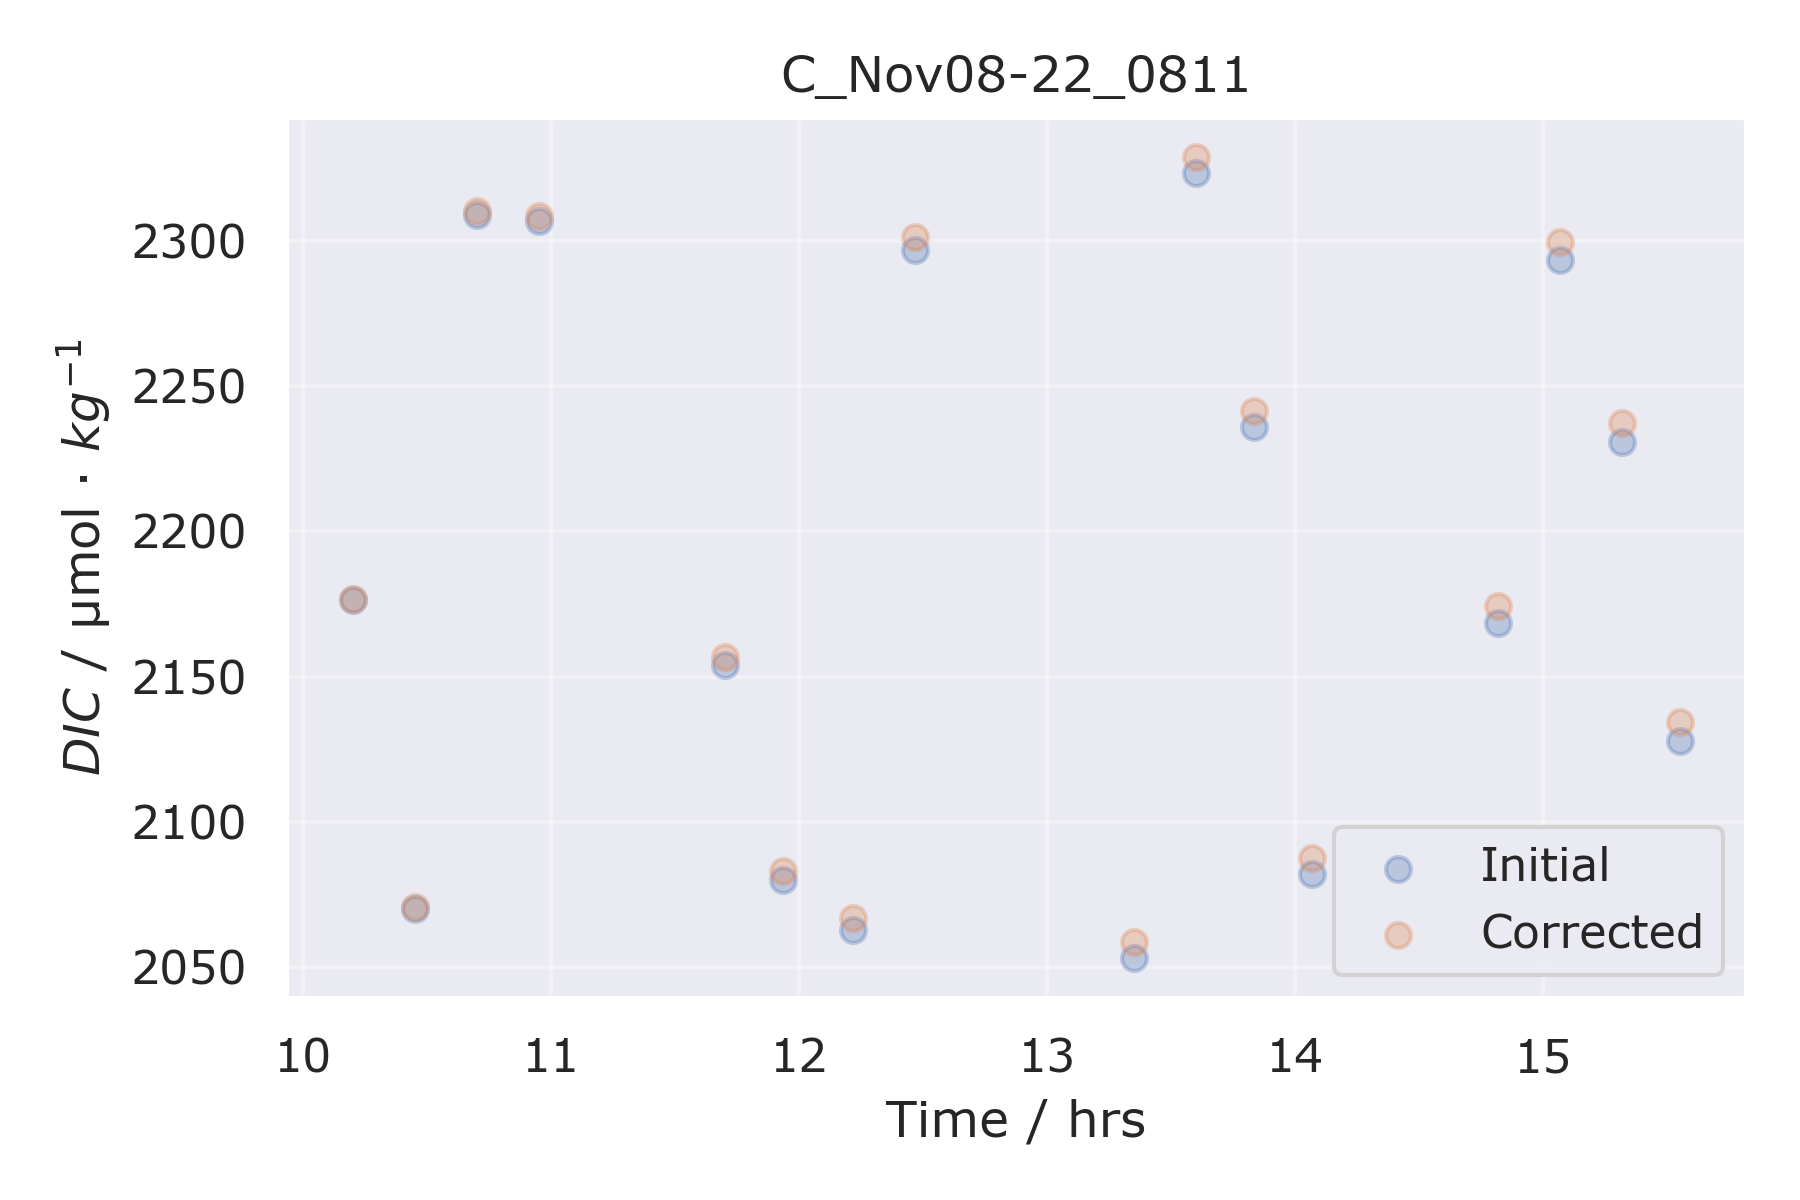 C_Nov08-22_0811
DIC / µmol · kg⁻¹
2300
2250
2200
2150
2100
2050
Initial
Corrected
10 11 12 13 14 15
Time / hrs